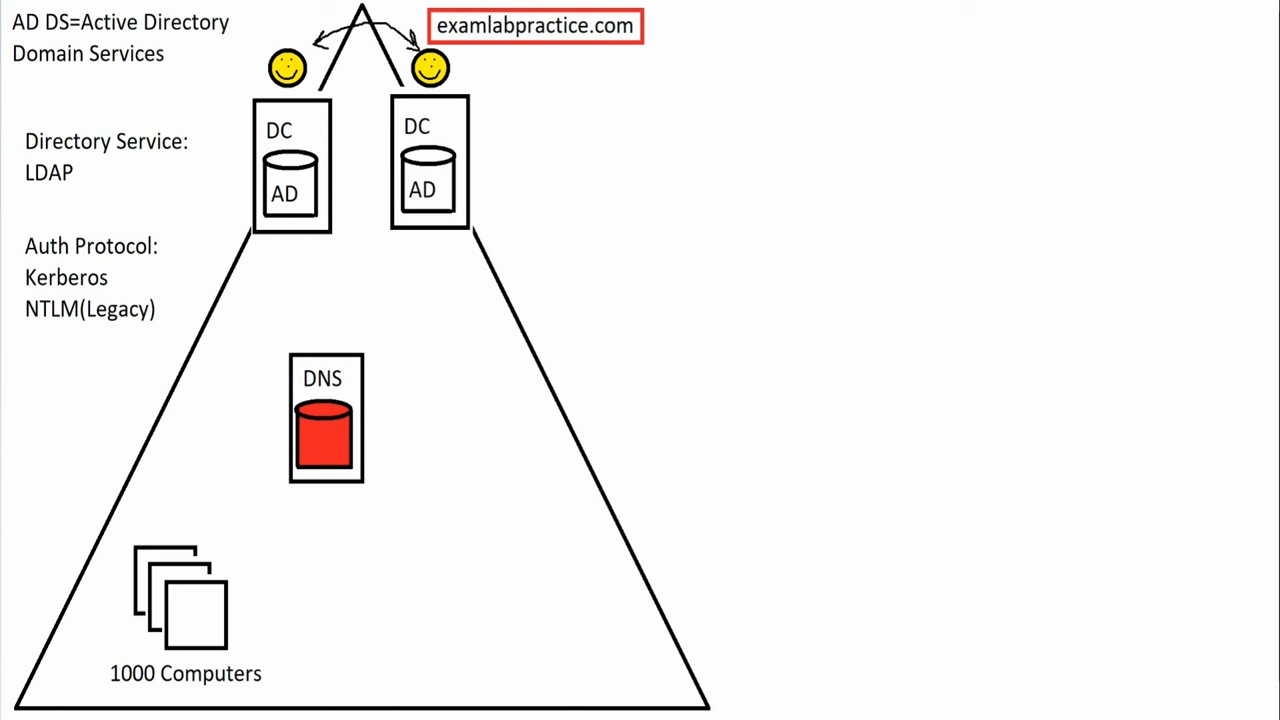 AD DS=Active Directory
Domain Services
examlabpractice.com
Directory Service:
LDAP
Auth Protocol:
Kerberos
NTLM(Legacy)
DC
AD
DC
AD
DNS
1000 Computers